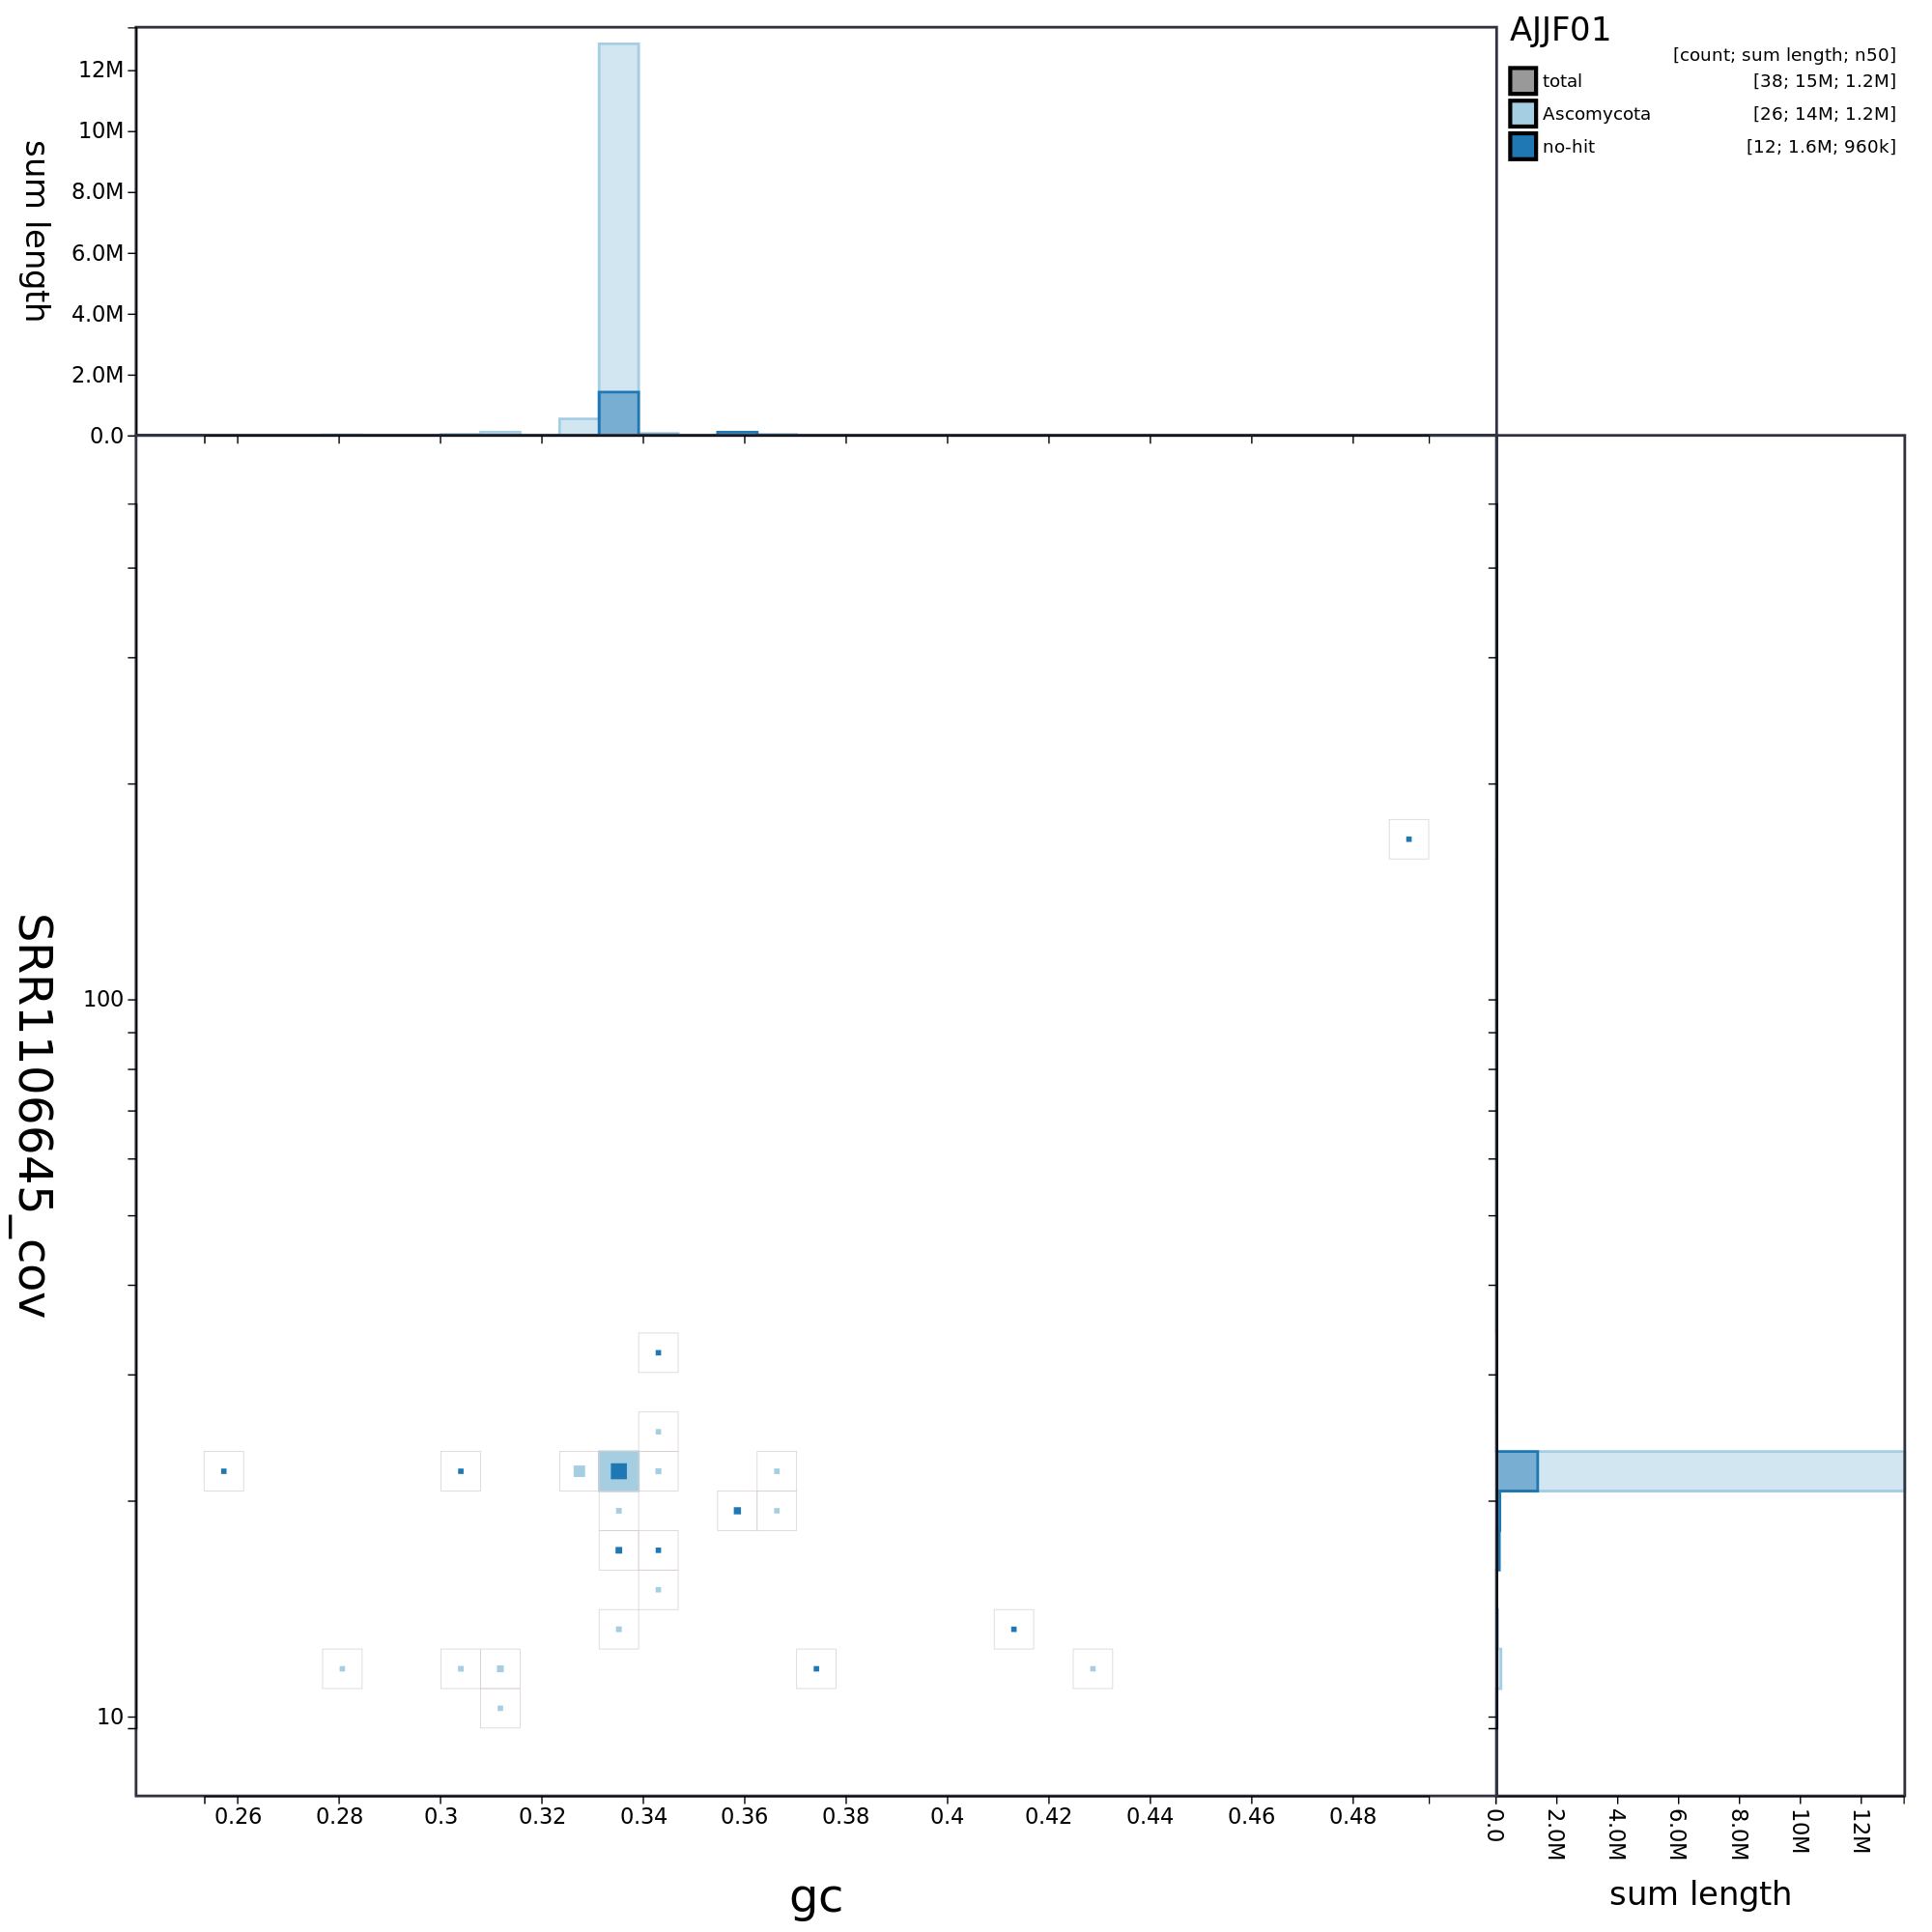 AJJF01
[count; sum length; n50]
total [38; 15M; 1.2M]
Ascomycota [26; 14M; 1.2M]
no-hit [12; 1.6M; 960k]
sum length
12M
10M
8.0M
6.0M
4.0M
2.0M
0.0
SRR1106645_cov
100
10
0.26 0.28 0.3 0.32 0.34 0.36 0.38 0.4 0.42 0.44 0.46 0.48
gc
0.0 2.0M 4.0M 6.0M 8.0M 10M 12M
sum length